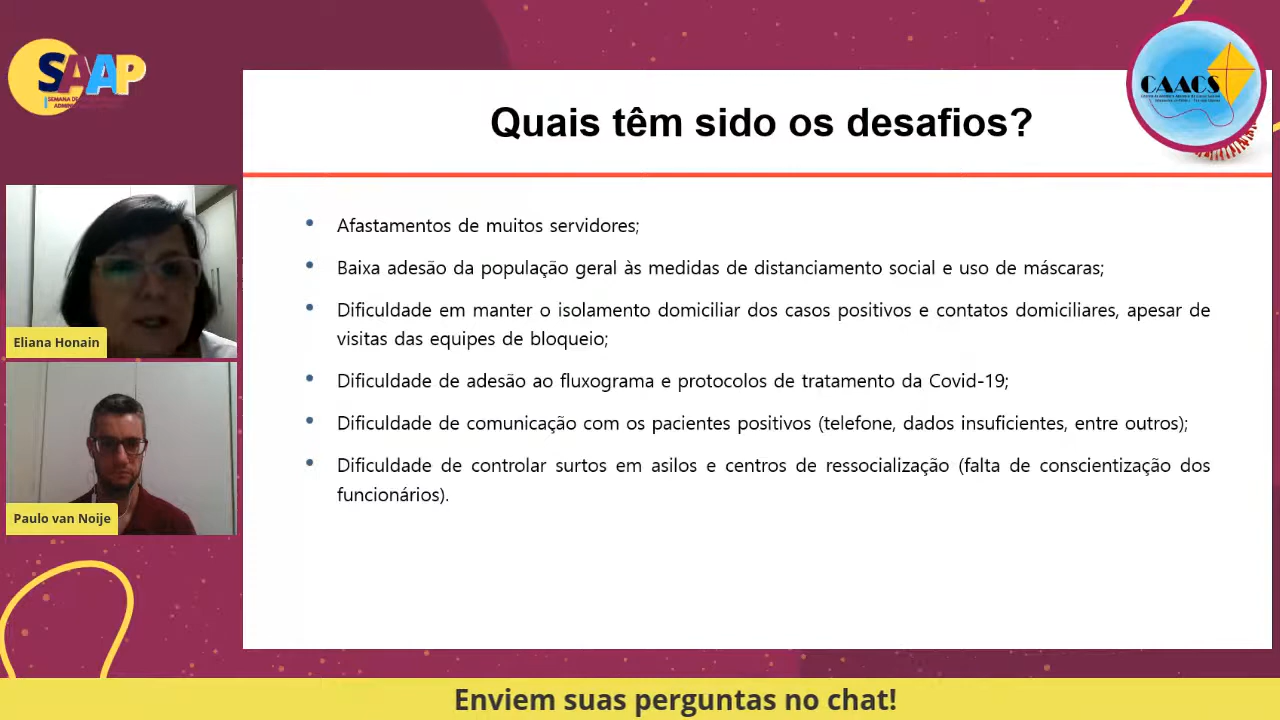 SAAP
SEMANA DE
CAACS
Quais têm sido os desafios?
• Afastamentos de muitos servidores;
• Baixa adesão da população geral às medidas de distanciamento social e uso de máscaras;
• Dificuldade em manter o isolamento domiciliar dos casos positivos e contatos domiciliares, apesar de
visitas das equipes de bloqueio;
• Dificuldade de adesão ao fluxograma e protocolos de tratamento da Covid-19;
• Dificuldade de comunicação com os pacientes positivos (telefone, dados insuficientes, entre outros);
• Dificuldade de controlar surtos em asilos e centros de ressocialização (falta de conscientização dos
funcionários).
Eliana Honain
Paulo van Noije
Enviem suas perguntas no chat!